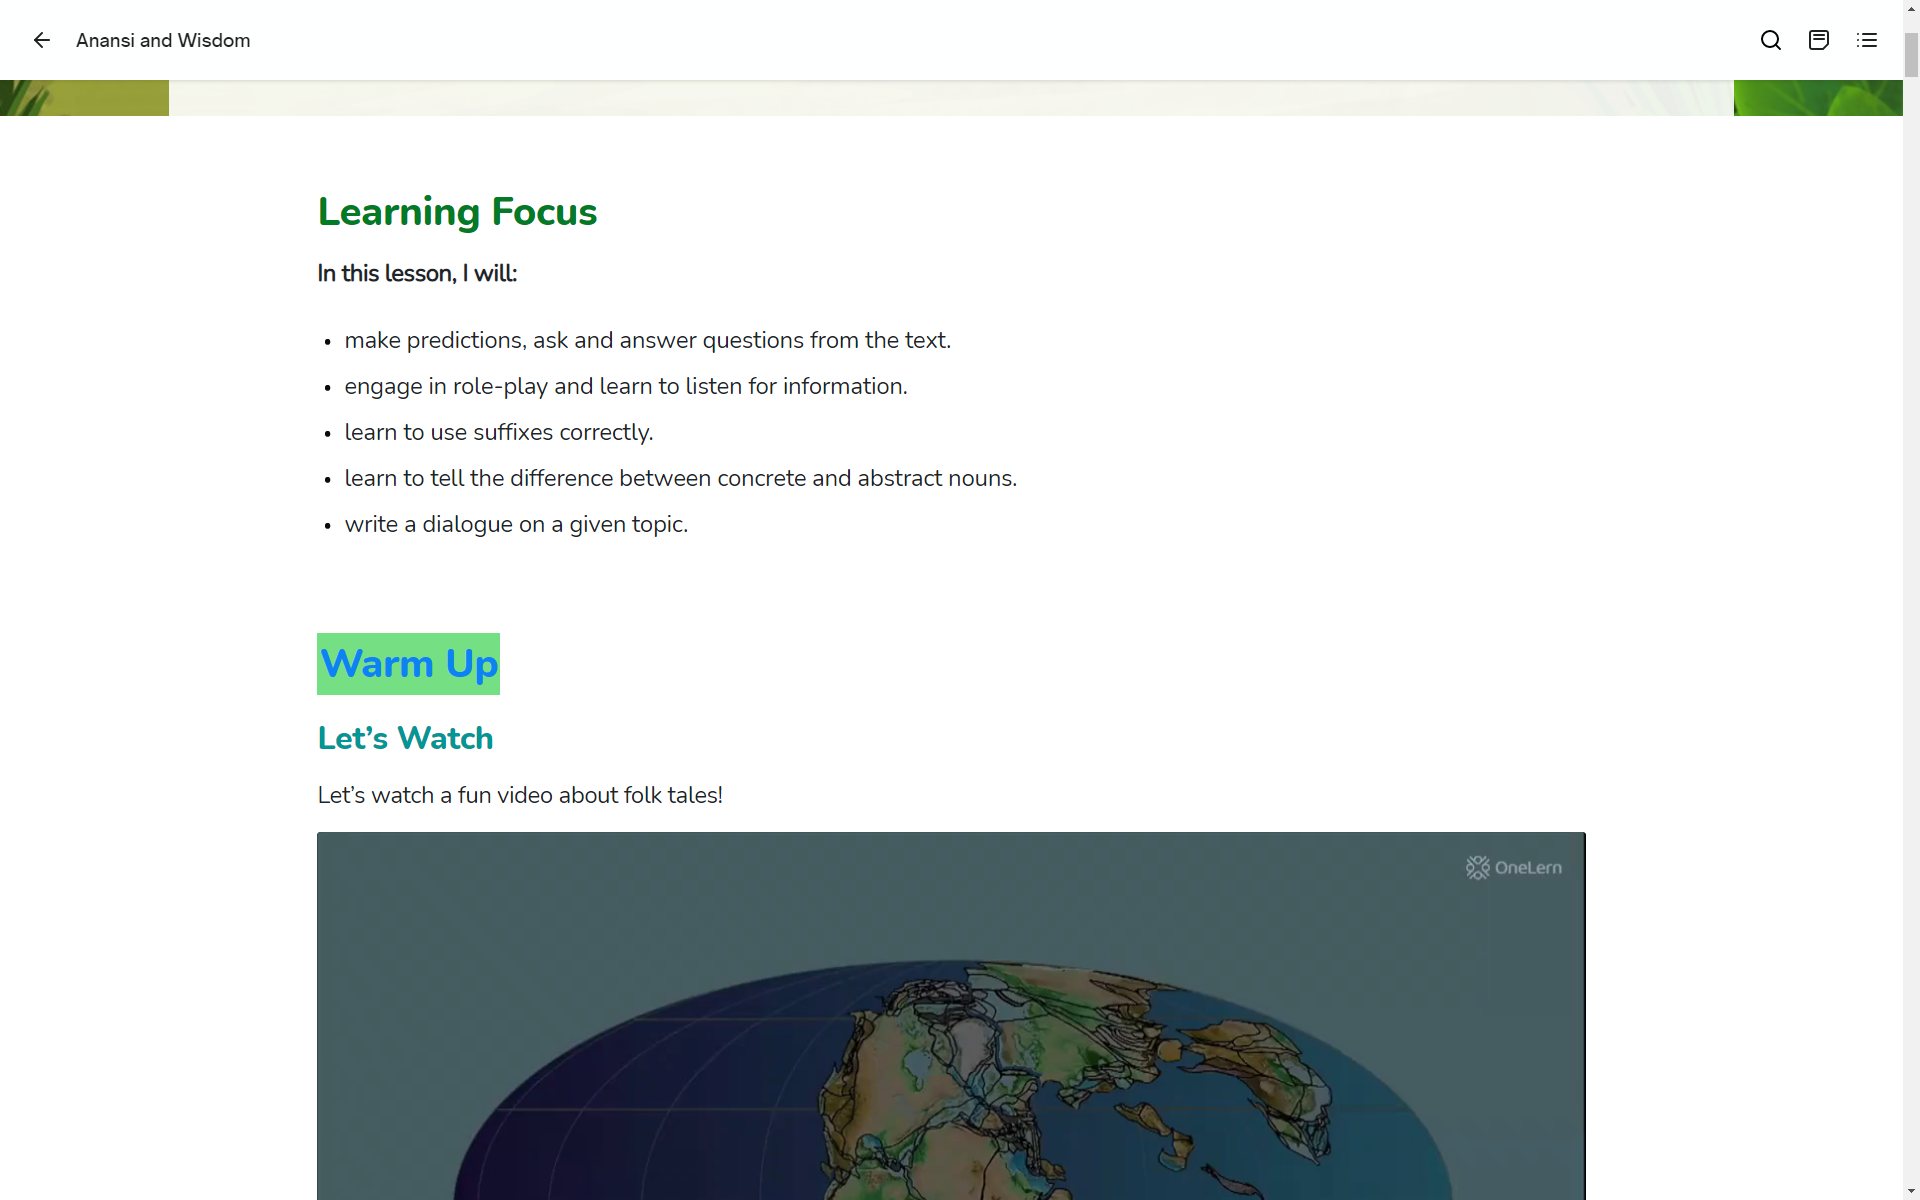 Anansi and Wisdom
Learning Focus
In this lesson, I will:
• make predictions, ask and answer questions from the text.
• engage in role-play and learn to listen for information.
• learn to use suffixes correctly.
• learn to tell the difference between concrete and abstract nouns.
• write a dialogue on a given topic.
Warm Up
Let’s Watch
Let’s watch a fun video about folk tales!
OneLern